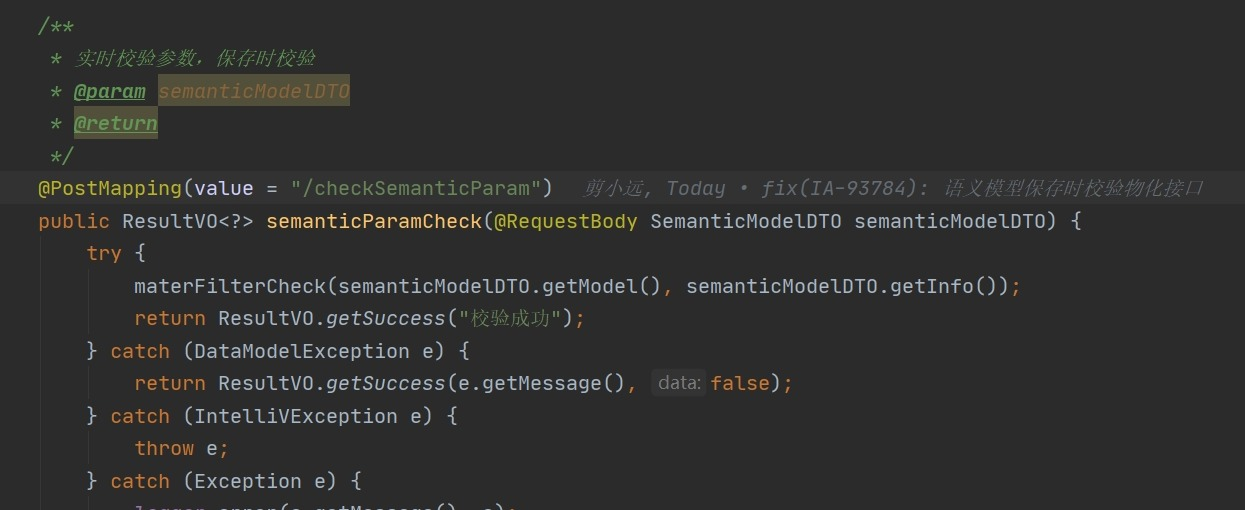 /**
 * 实时校验参数，保存时校验
 * @param semanticModelDTO
 * @return
 */
@PostMapping(value = "/checkSemanticParam") 剪小远, Today • fix(IA-93784): 语义模型保存时校验物化接口
public ResultVO<?> semanticParamCheck(@RequestBody SemanticModelDTO semanticModelDTO) {
try {
materFilterCheck(semanticModelDTO.getModel(), semanticModelDTO.getInfo());
return ResultVO.getSuccess("校验成功");
} catch (DataModelException e) {
return ResultVO.getSuccess(e.getMessage(), data: false);
} catch (IntelliVException e) {
throw e;
} catch (Exception e) {